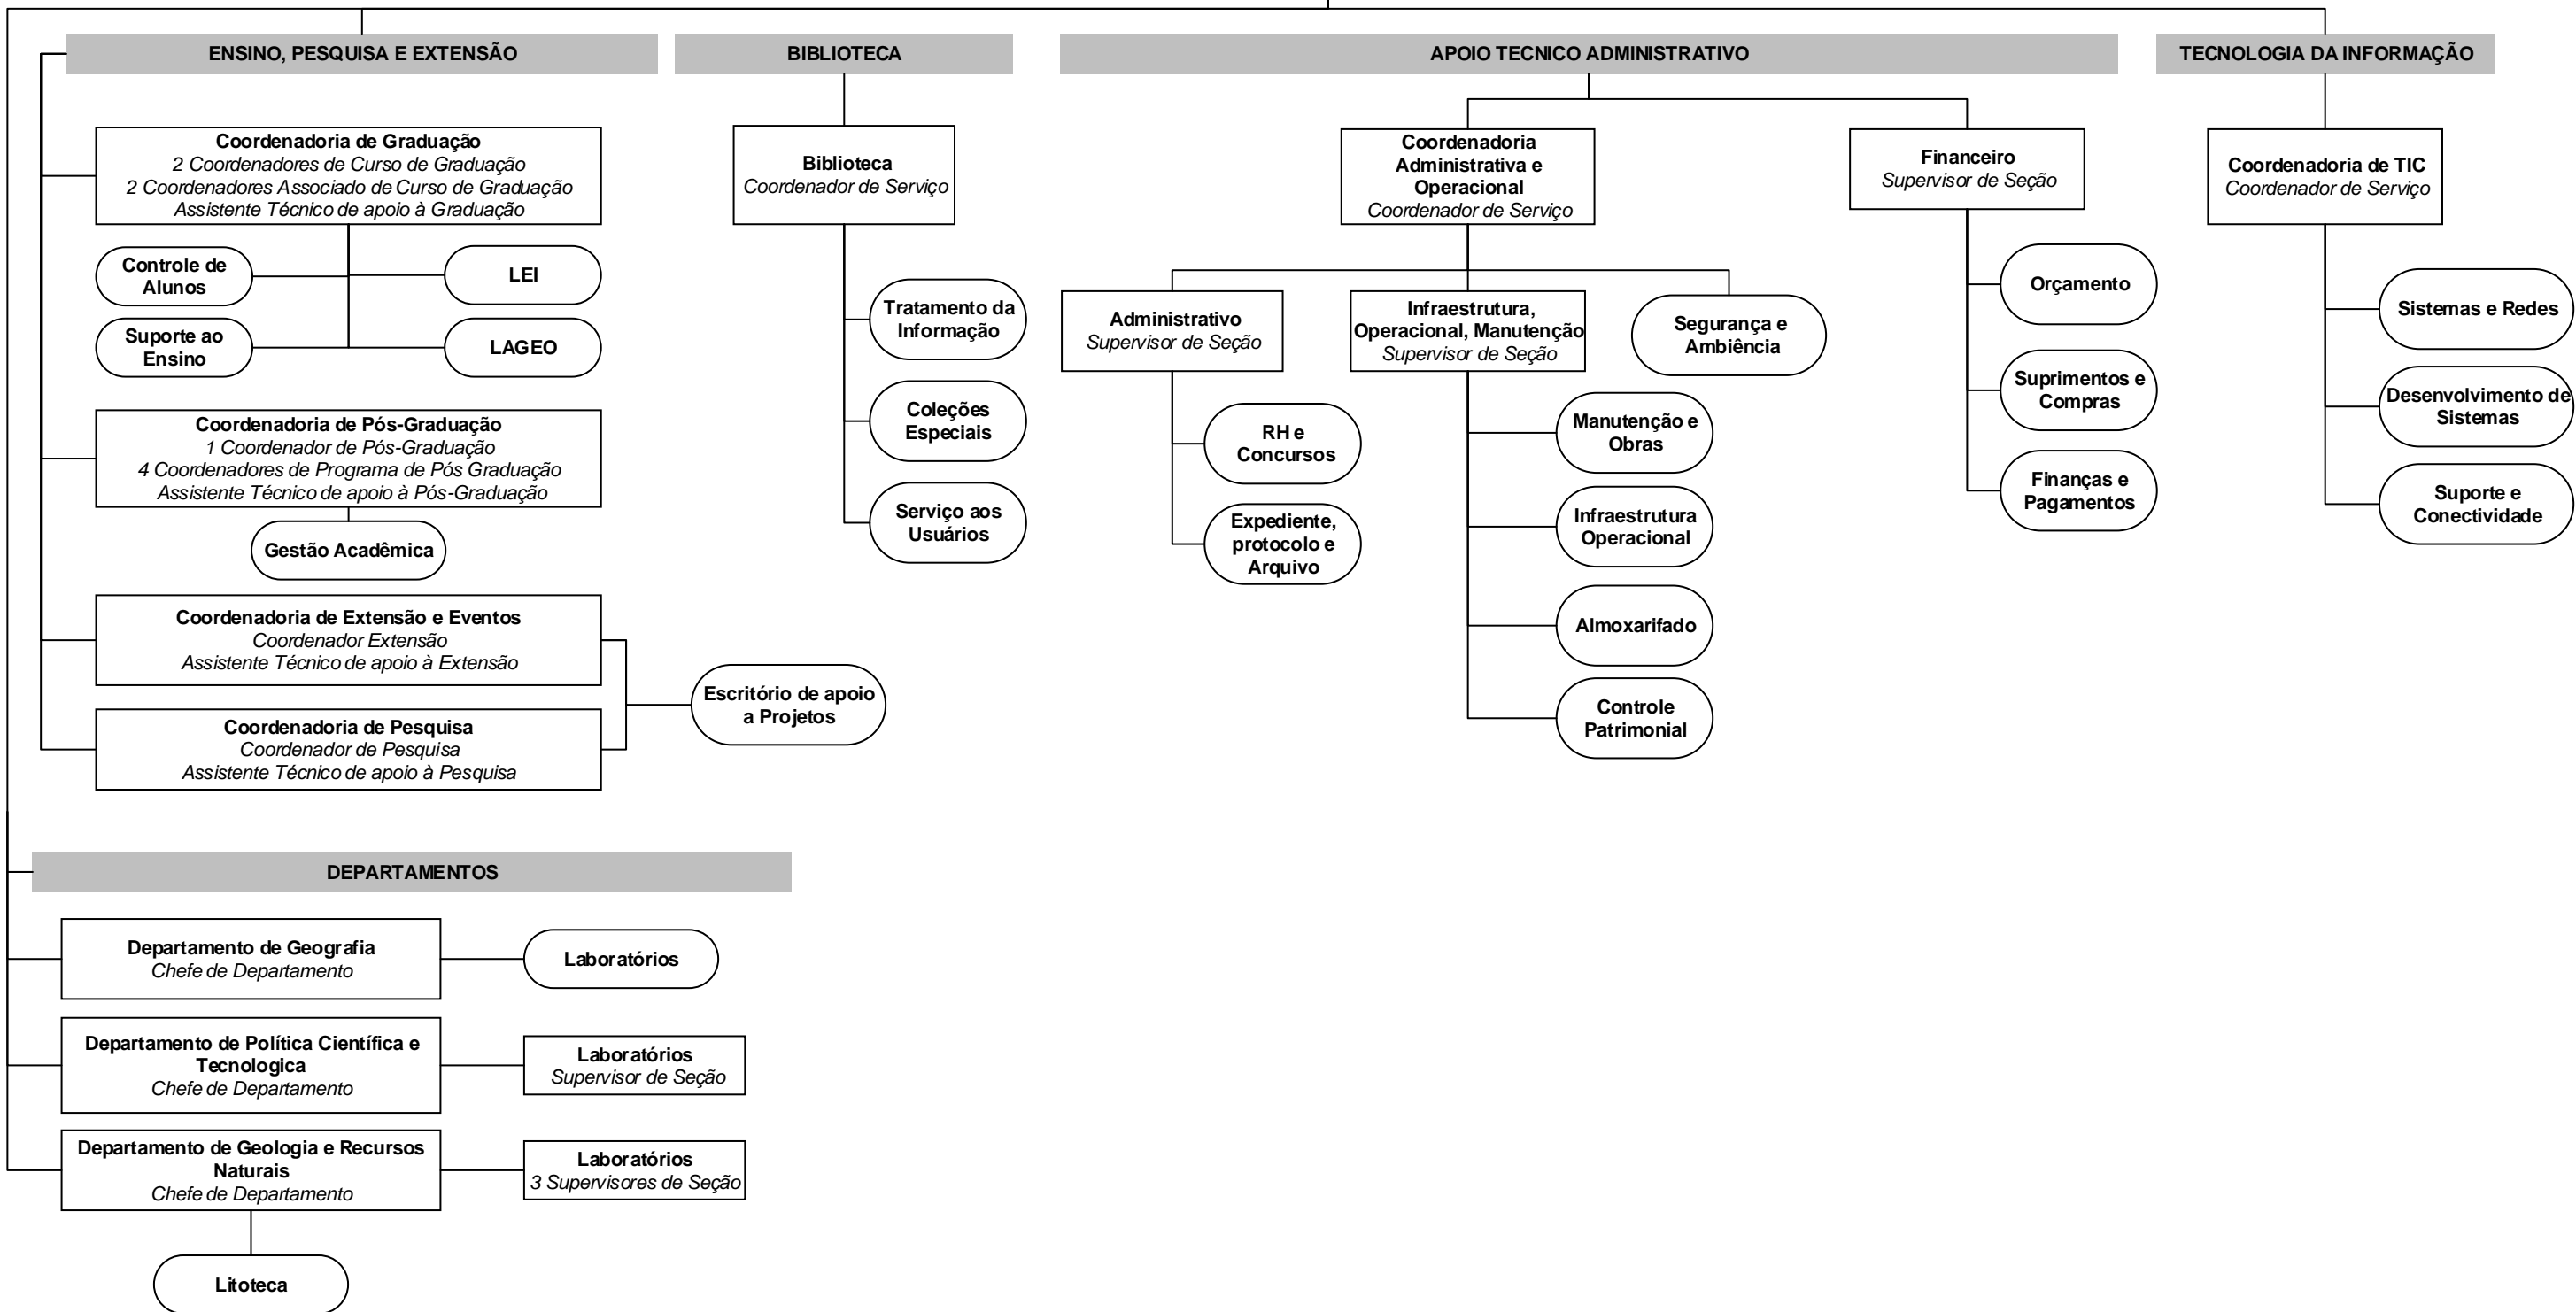 ENSINO, PESQUISA E EXTENSÃO
BIBLIOTECA
APOIO TECNICO ADMINISTRATIVO
TECNOLOGIA DA INFORMAÇÃO
Coordenadoria de Graduação
2 Coordenadores de Curso de Graduação
2 Coordenadores Associado de Curso de Graduação
Assistente Técnico de apoio à Graduação
Controle de
Alunos
LEI
Suporte ao
Ensino
LAGEO
Coordenadoria de Pós-Graduação
1 Coordenador de Pós-Graduação
4 Coordenadores de Programa de Pós Graduação
Assistente Técnico de apoio à Pós-Graduação
Gestão Acadêmica
Coordenadoria de Extensão e Eventos
Coordenador Extensão
Assistente Técnico de apoio à Extensão
Coordenadoria de Pesquisa
Coordenador de Pesquisa
Assistente Técnico de apoio à Pesquisa
Escritório de apoio
a Projetos
Biblioteca
Coordenador de Serviço
Tratamento da
Informação
Coleções
Especiais
Serviço aos
Usuários
Coordenadoria
Administrativa e
Operacional
Coordenador de Serviço
Administrativo
Supervisor de Seção
RH e
Concursos
Expediente,
protocolo e
Arquivo
Infraestrutura,
Operacional, Manutenção
Supervisor de Seção
Manutenção e
Obras
Infraestrutura
Operacional
Almoxarifado
Controle
Patrimonial
Segurança e
Ambiência
Financeiro
Supervisor de Seção
Orçamento
Suprimentos e
Compras
Finanças e
Pagamentos
Coordenadoria de TIC
Coordenador de Serviço
Sistemas e Redes
Desenvolvimento de
Sistemas
Suporte e
Conectividade
DEPARTAMENTOS
Departamento de Geografia
Chefe de Departamento
Laboratórios
Departamento de Política Científica e
Tecnologica
Chefe de Departamento
Laboratórios
Supervisor de Seção
Departamento de Geologia e Recursos
Naturais
Chefe de Departamento
Laboratórios
3 Supervisores de Seção
Litoteca